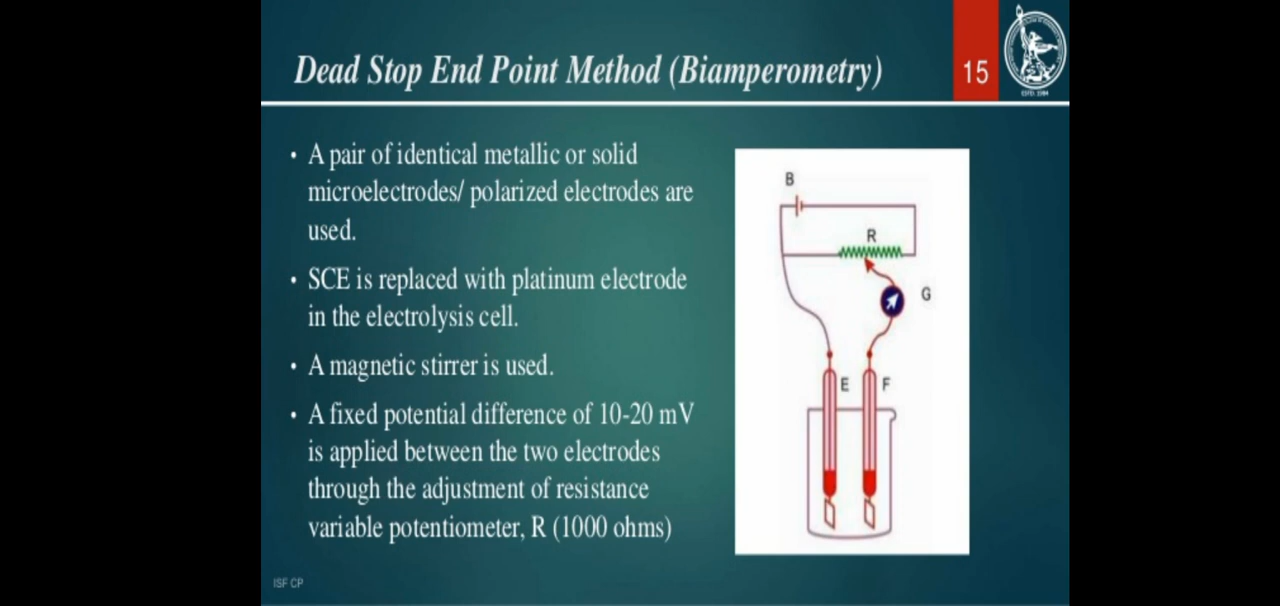 Dead Stop End Point Method (Biamperometry)
15
ESTD. 1984
• A pair of identical metallic or solid
microelectrodes/ polarized electrodes are
used.
• SCE is replaced with platinum electrode
in the electrolysis cell.
• A magnetic stirrer is used.
• A fixed potential difference of 10-20 mV
is applied between the two electrodes
through the adjustment of resistance
variable potentiometer, R (1000 ohms)
B
R
G
E
F
ISF CP